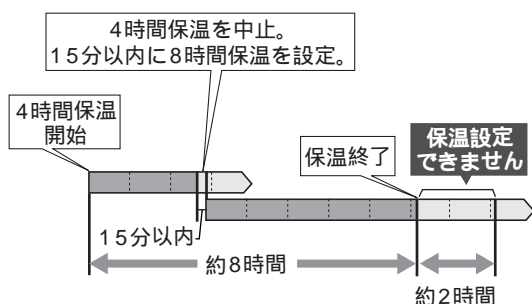 4時間保温を中止。
15分以内に8時間保温を設定。
4時間保温
開始
保温終了
保温設定
できません
15分以内
約8時間
約2時間